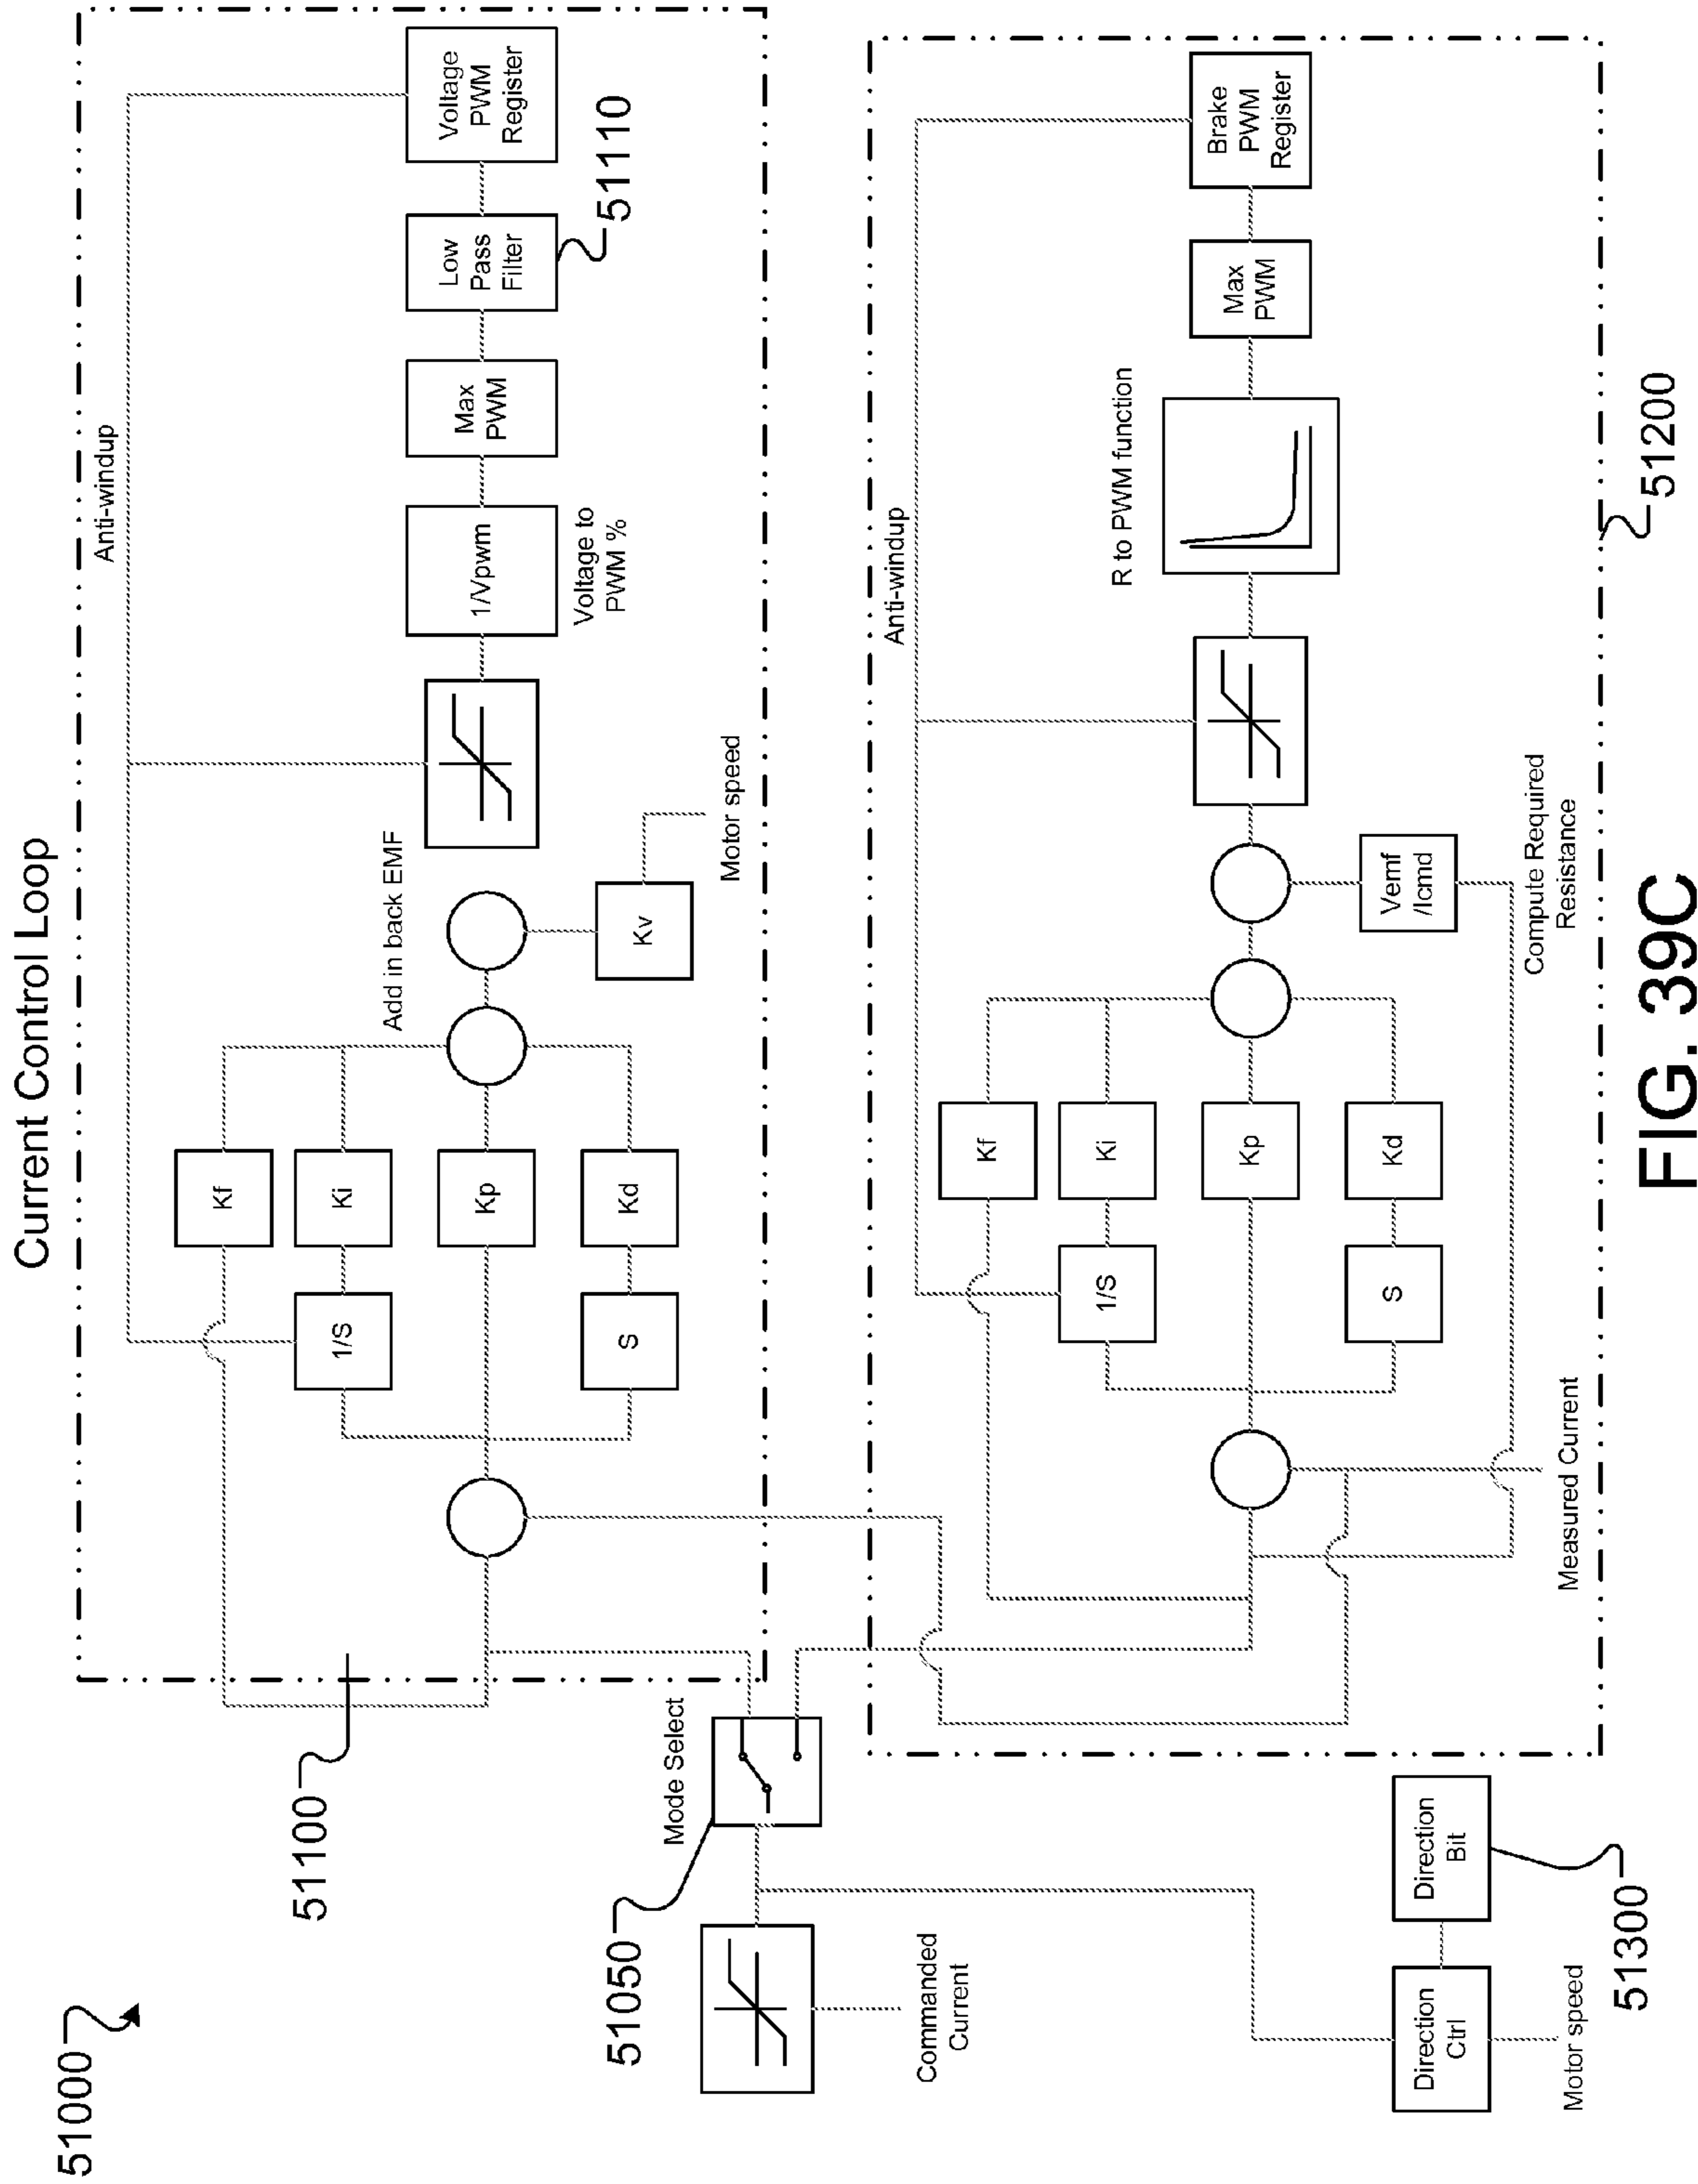 Current Control Loop
51000
51100
Anti-windup
Kf
1/S
Ki
Kp
S
Kd
Add in back EMF
Kv
Motor speed
1/Vpwm
Voltage to
PWM %
Max
PWM
Low
Pass
Filter
51110
Voltage
PWM
Register
51050
Mode Select
Commanded
Current
Anti-windup
Kf
1/S
Ki
Kp
S
Kd
Measured Current
Vemf
/Icmd
Compute Required
Resistance
R to PWM function
Max
PWM
Brake
PWM
Register
51200
Direction
Ctrl
Direction
Bit
Motor speed
51300
FIG. 39C